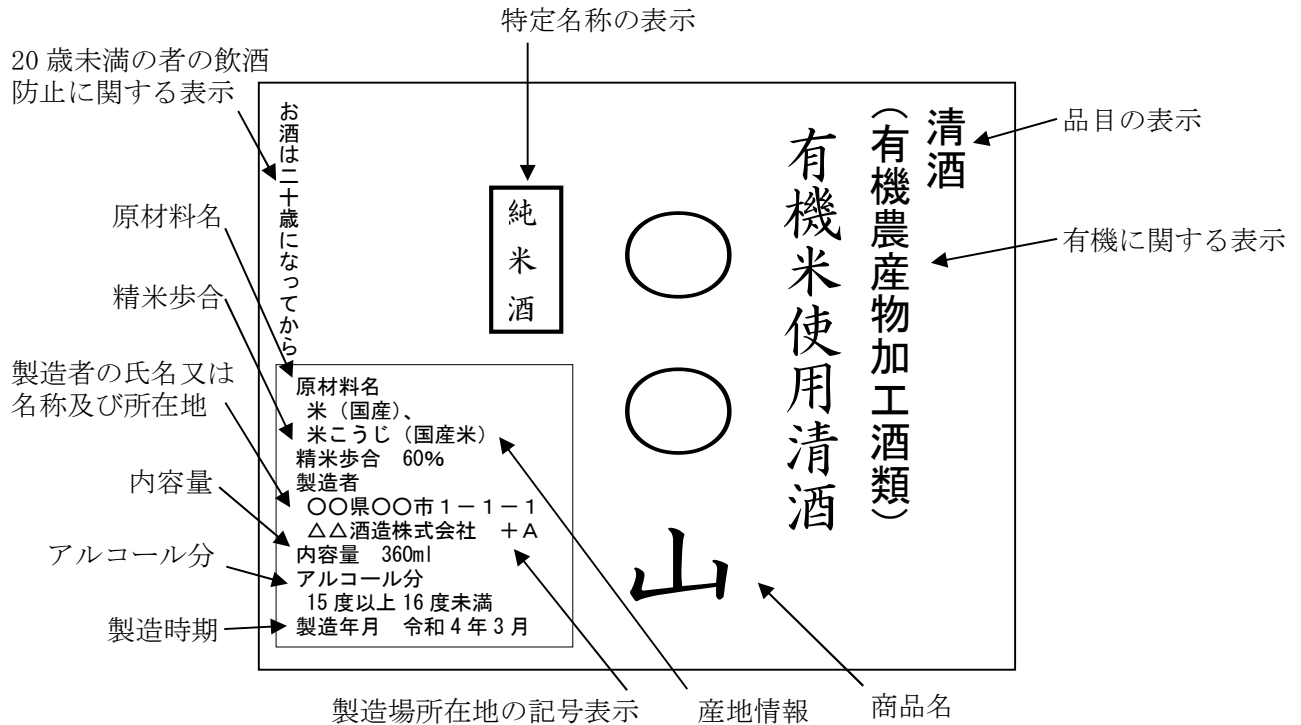 特定名称の表示
20 歳未満の者の飲酒
防止に関する表示
品目の表示
有機に関する表示
清酒
(有機農産物加工酒類)
有機米使用清酒
〇〇山
純米酒
お酒は二十歳になってから
原材料名
精米歩合
製造者の氏名又は
名称及び所在地
内容量
アルコール分
製造時期
原材料名
米(国産)、
米こうじ(国産米)
精米歩合 60%
製造者
〇〇県〇〇市1-1-1
△△酒造株式会社 +A
内容量 360ml
アルコール分
15 度以上 16 度未満
製造年月 令和4年3月
製造場所在地の記号表示
産地情報
商品名